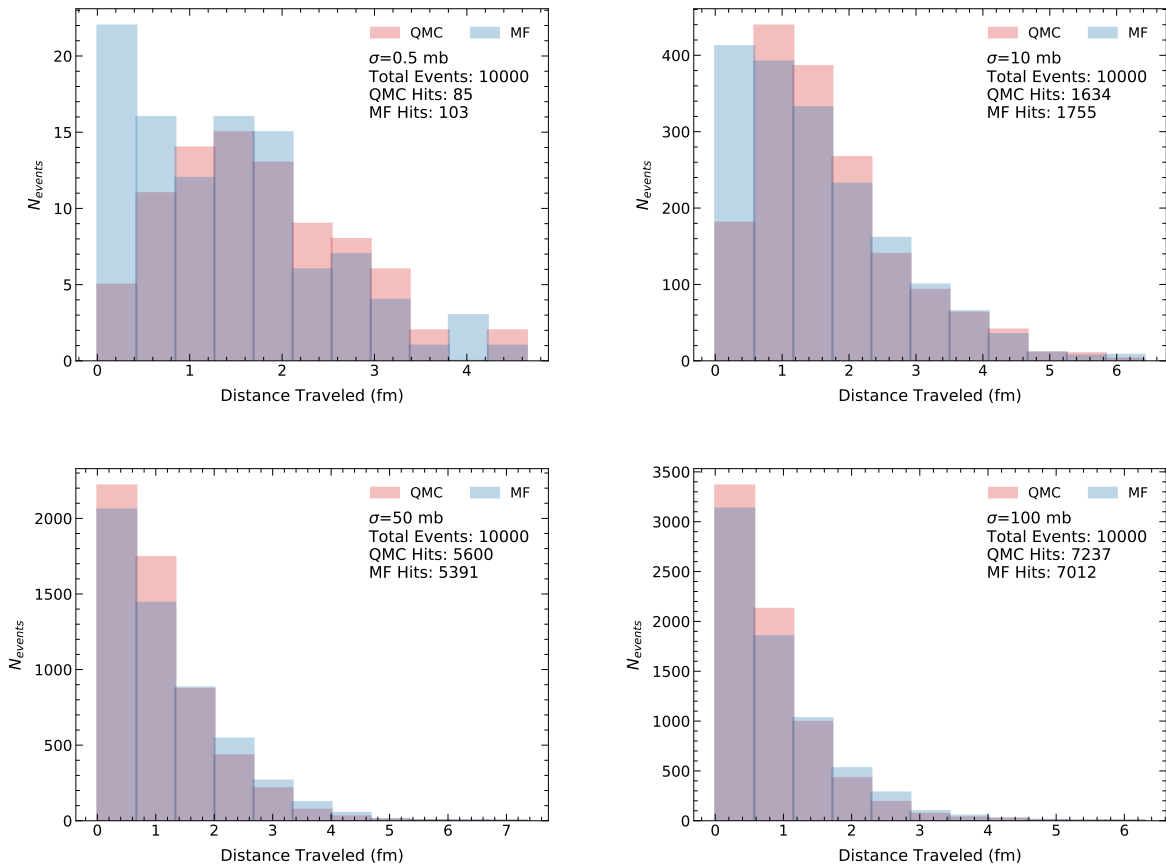 QMC MF
σ=0.5 mb
Total Events: 10000
QMC Hits: 85
MF Hits: 103
20
15
10
5
0
N_events
0 1 2 3 4
Distance Traveled (fm)
QMC MF
σ=10 mb
Total Events: 10000
QMC Hits: 1634
MF Hits: 1755
400
300
200
100
0
N_events
0 1 2 3 4 5 6
Distance Traveled (fm)
QMC MF
σ=50 mb
Total Events: 10000
QMC Hits: 5600
MF Hits: 5391
2000
1500
1000
500
0
N_events
0 1 2 3 4 5 6 7
Distance Traveled (fm)
QMC MF
σ=100 mb
Total Events: 10000
QMC Hits: 7237
MF Hits: 7012
3500
3000
2500
2000
1500
1000
500
0
N_events
0 1 2 3 4 5 6
Distance Traveled (fm)